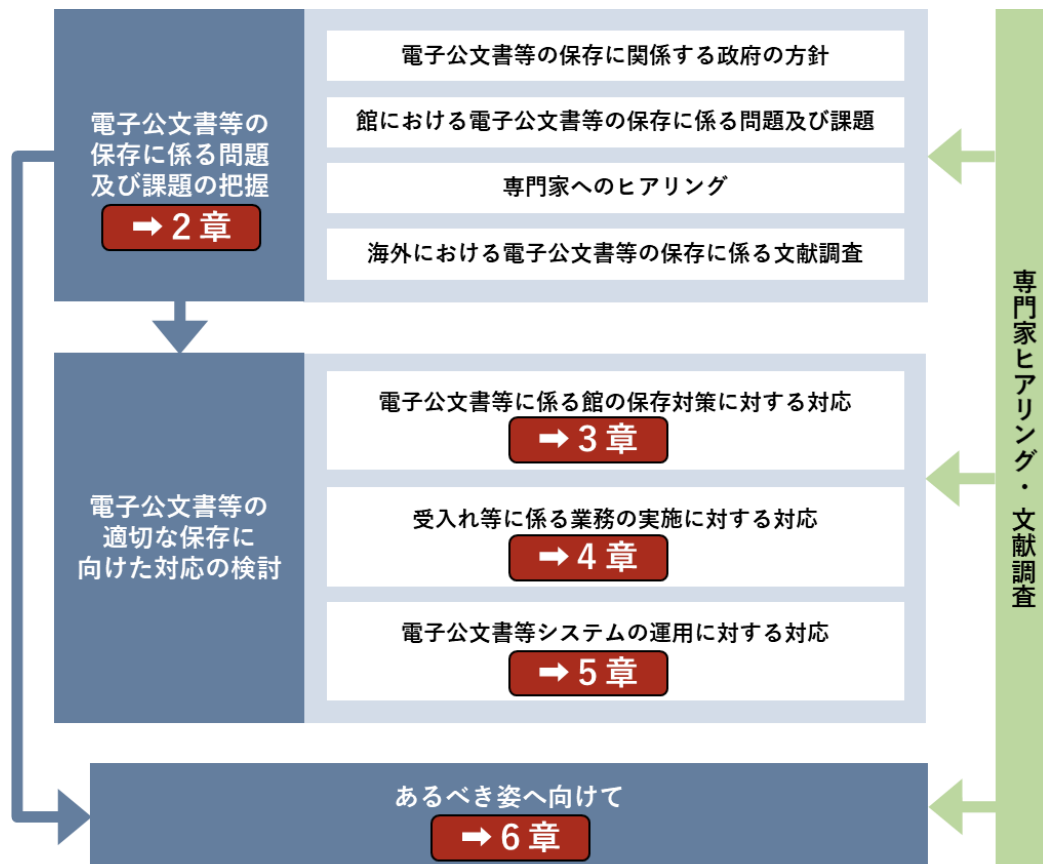 電子公文書等の
保存に係る問題
及び課題の把握
➡2章
電子公文書等の保存に関係する政府の方針
館における電子公文書等の保存に係る問題及び課題
専門家へのヒアリング
海外における電子公文書等の保存に係る文献調査
電子公文書等の
適切な保存に
向けた対応の検討
電子公文書等に係る館の保存対策に対する対応
➡3章
受入れ等に係る業務の実施に対する対応
➡4章
電子公文書等システムの運用に対する対応
➡5章
あるべき姿へ向けて
➡6章
専門家ヒアリング・文献調査